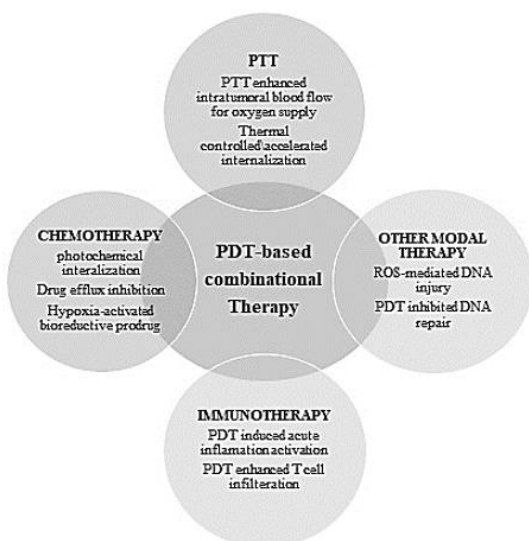 PTT
PTT enhanced
intratumoral blood flow
for oxygen supply
Thermal
controlled\accelerated
internalization
CHEMOTHERAPY
photochemical
interalization
Drug efflux inhibition
Hypoxia-activated
bioreductive prodrug
PDT-based
combinational
Therapy
OTHER MODAL
THERAPY
ROS-mediated DNA
injury
PDT inhibited DNA
repair
IMMUNOTHERAPY
PDT induced acute
inflamation activation
PDT enhanced T cell
infilteration